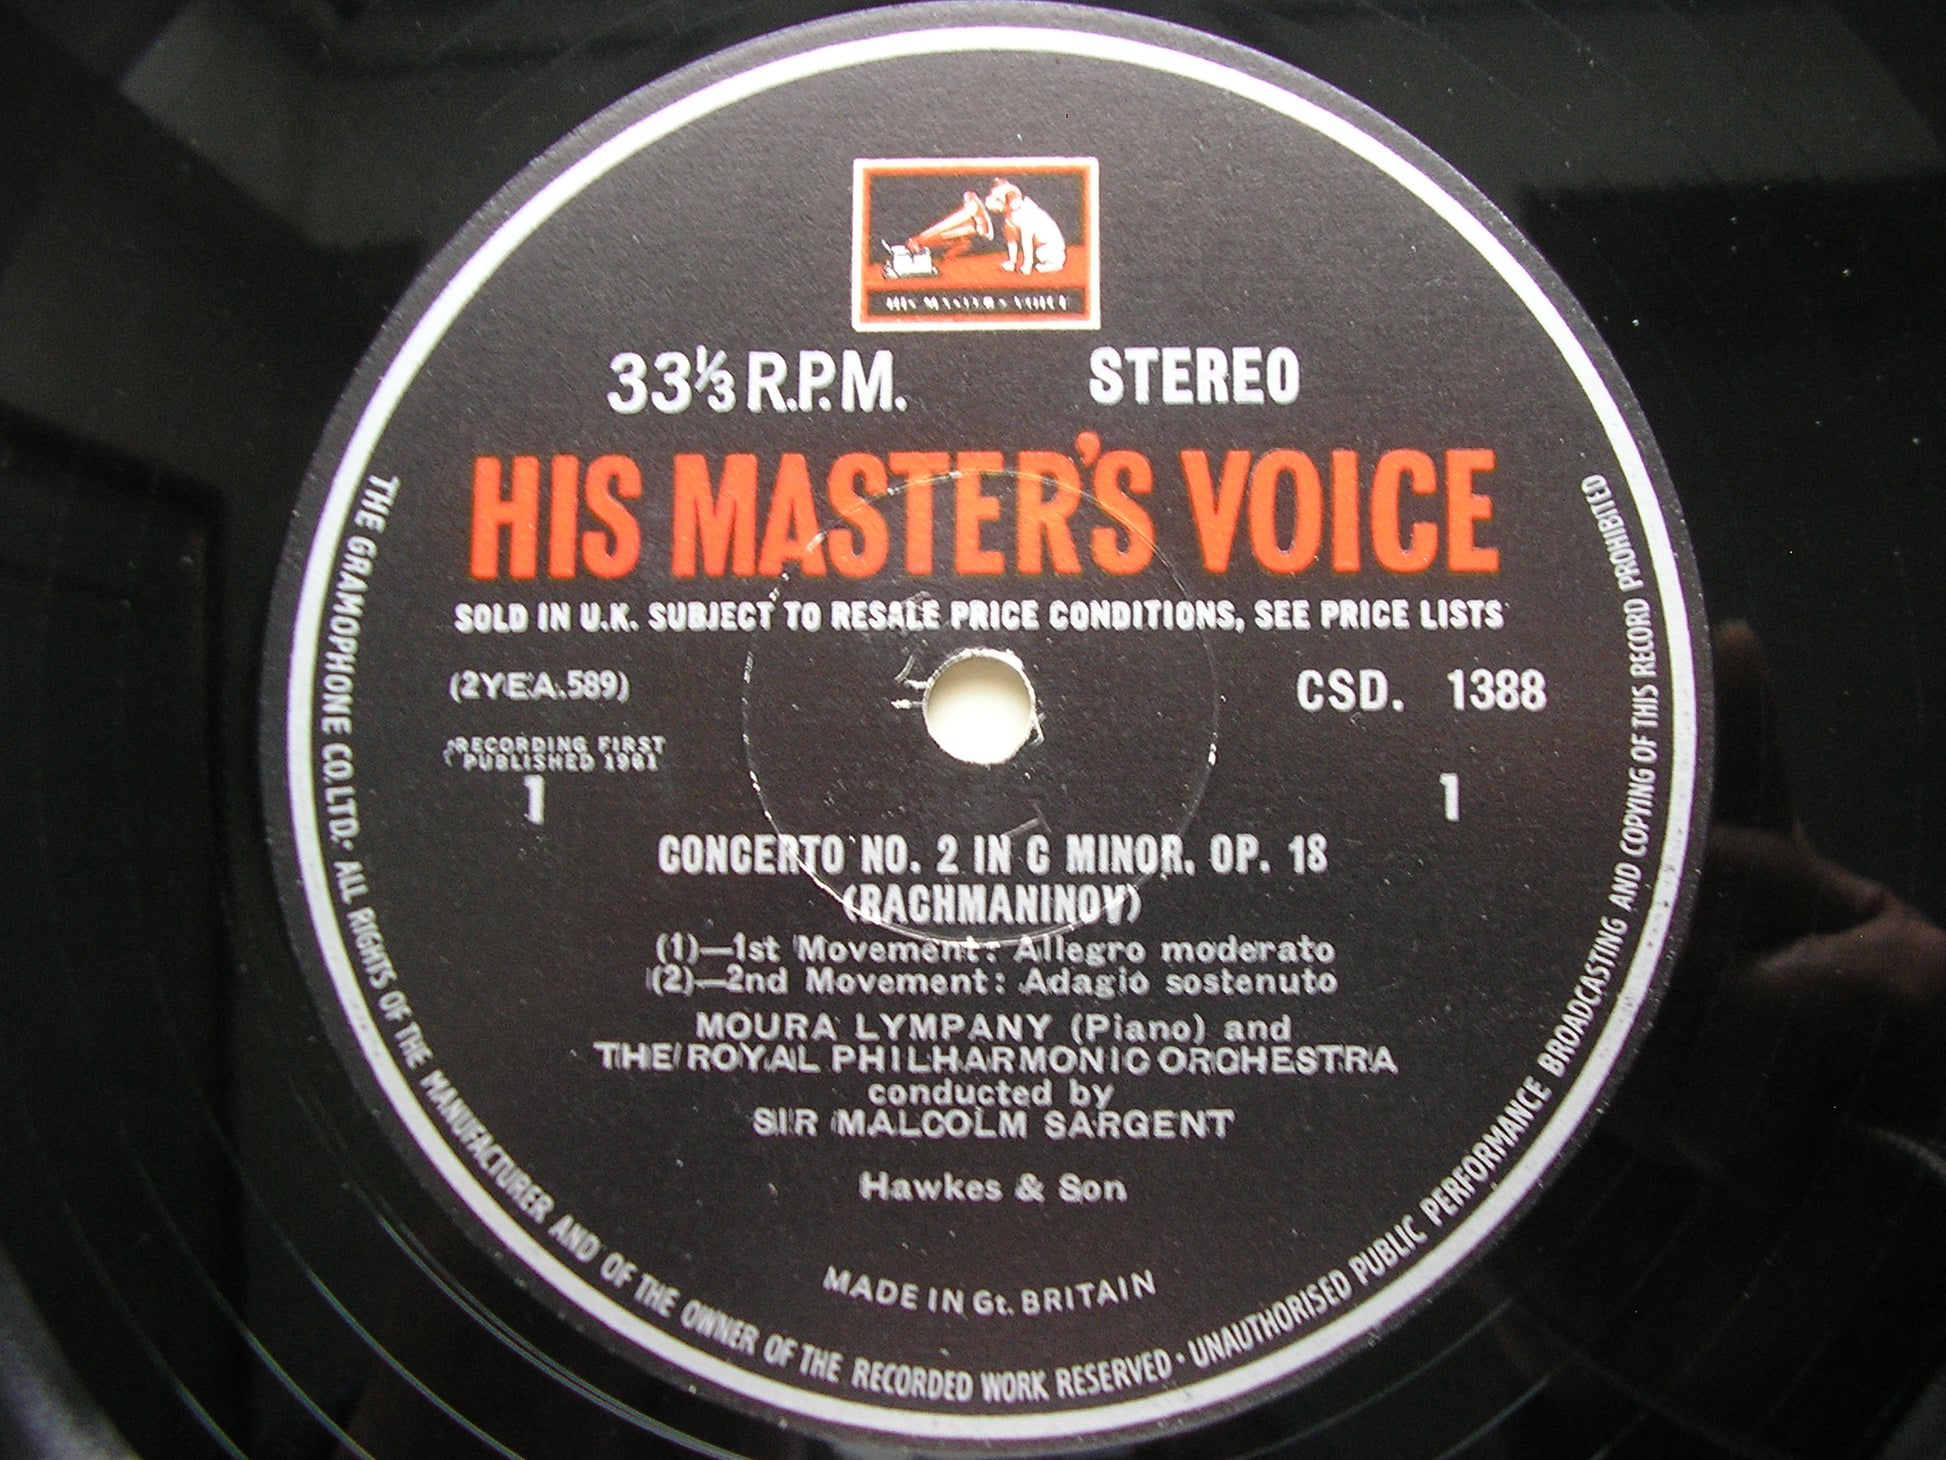 HIS MASTER'S VOICE
33⅓ R.P.M. STEREO
HIS MASTER'S VOICE
SOLD IN U.K. SUBJECT TO RESALE PRICE CONDITIONS, SEE PRICE LISTS
(2YEA.589) CSD. 1388
RECORDING FIRST
PUBLISHED 1961
1 1
CONCERTO NO. 2 IN C MINOR, OP. 18
(RACHMANINOV)
(1)—1st Movement: Allegro moderato
(2)—2nd Movement: Adagio sostenuto
MOURA LYMPANY (Piano) and
THE ROYAL PHILHARMONIC ORCHESTRA
conducted by
SIR MALCOLM SARGENT
Hawkes & Son
MADE IN Gt. BRITAIN
THE GRAMOPHONE CO. LTD. · ALL RIGHTS OF THE MANUFACTURER AND OF THE OWNER OF THE RECORDED WORK RESERVED · UNAUTHORISED PUBLIC PERFORMANCE BROADCASTING AND COPYING OF THIS RECORD PROHIBITED